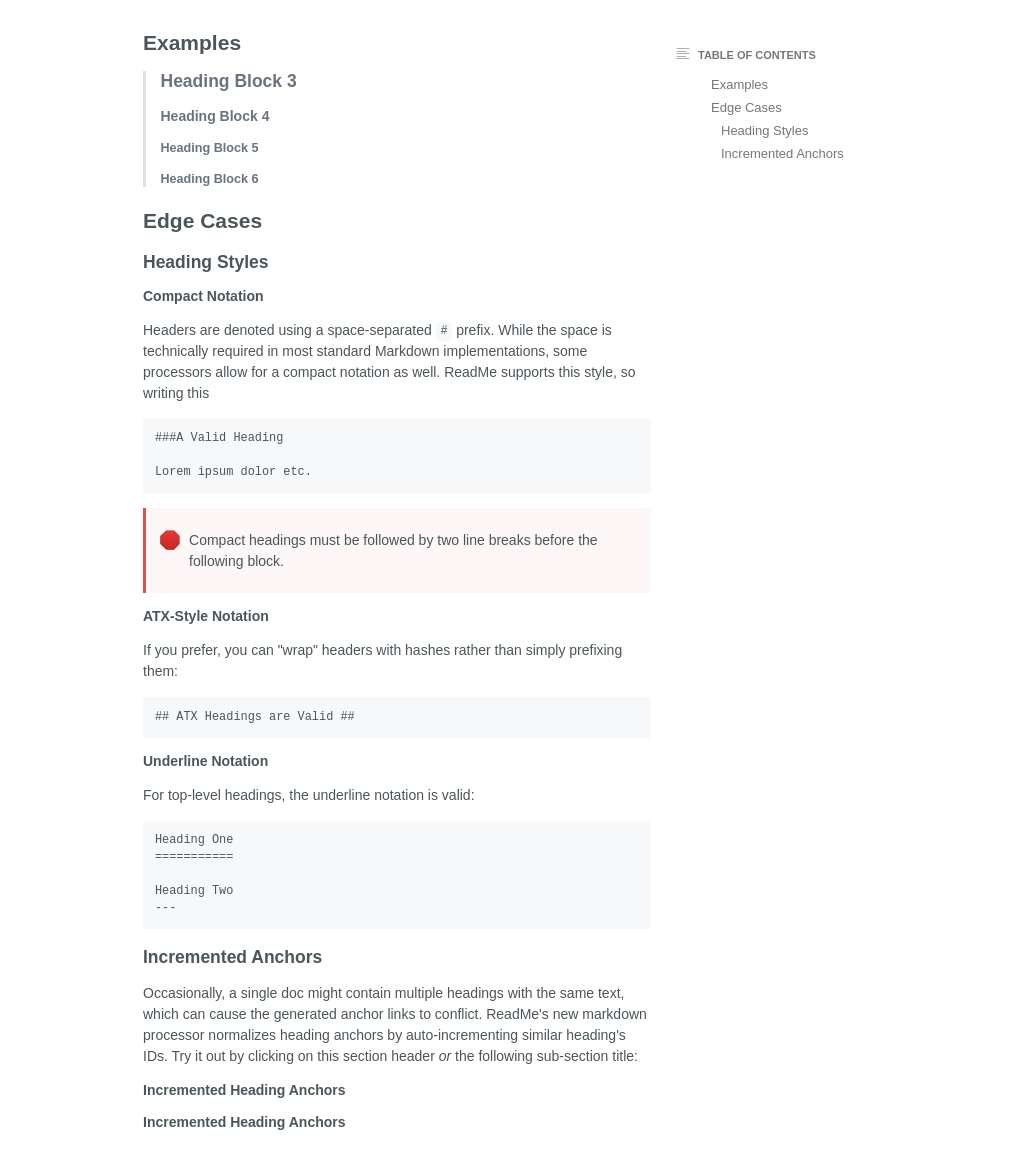 Examples
Heading Block 3
Heading Block 4
Heading Block 5
Heading Block 6
Edge Cases
Heading Styles
Compact Notation
Headers are denoted using a space-separated # prefix. While the space is
technically required in most standard Markdown implementations, some
processors allow for a compact notation as well. ReadMe supports this style, so
writing this
###A Valid Heading
Lorem ipsum dolor etc.
Compact headings must be followed by two line breaks before the
following block.
ATX-Style Notation
If you prefer, you can "wrap" headers with hashes rather than simply prefixing
them:
## ATX Headings are Valid ##
Underline Notation
For top-level headings, the underline notation is valid:
Heading One
===========
Heading Two
---
Incremented Anchors
Occasionally, a single doc might contain multiple headings with the same text,
which can cause the generated anchor links to conflict. ReadMe's new markdown
processor normalizes heading anchors by auto-incrementing similar heading's
IDs. Try it out by clicking on this section header or the following sub-section title:
Incremented Heading Anchors
Incremented Heading Anchors
TABLE OF CONTENTS
Examples
Edge Cases
Heading Styles
Incremented Anchors